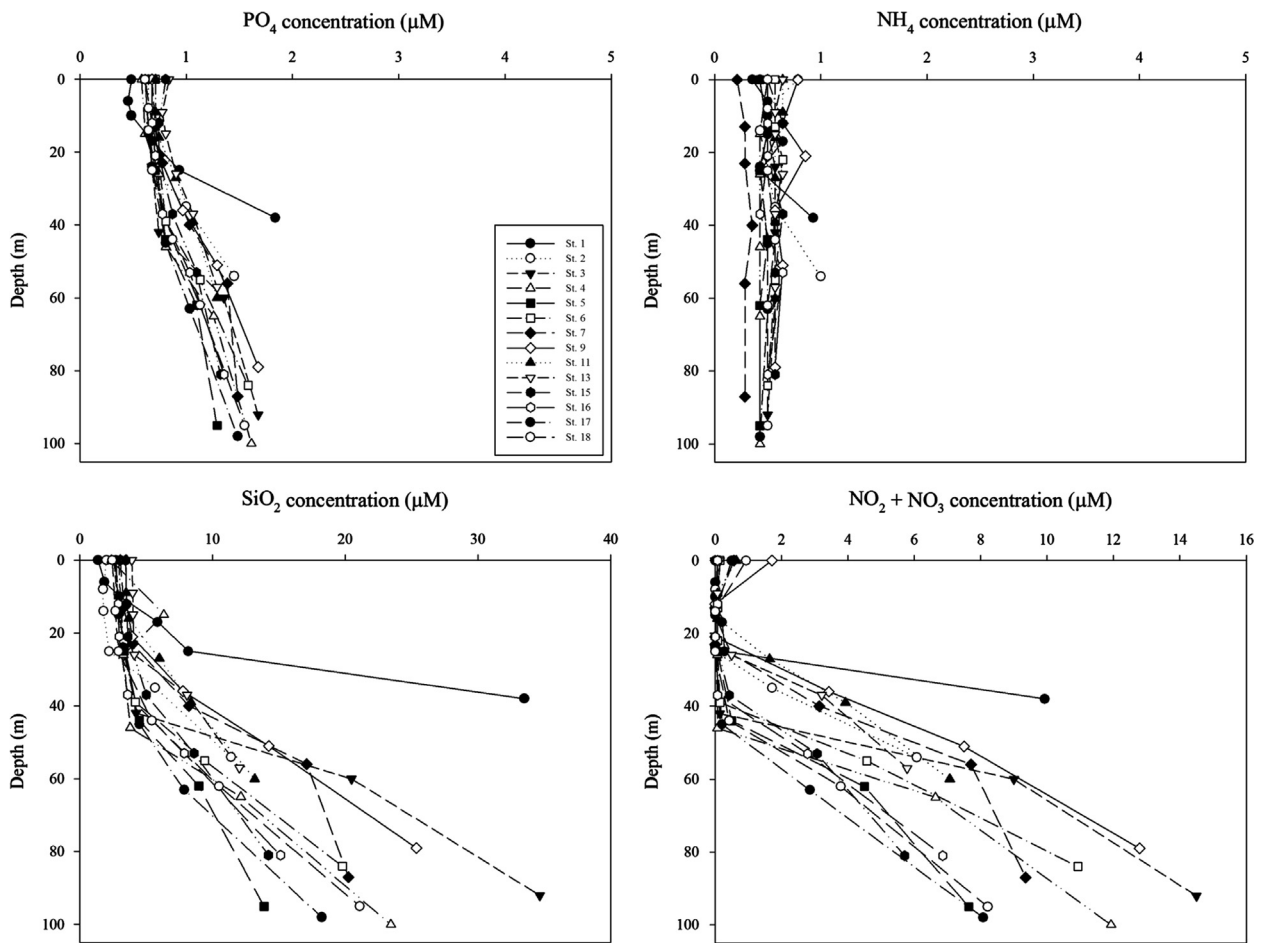 PO4 concentration (μM)
0 1 2 3 4 5
0
20
40
60
80
100
Depth (m)
St. 1
St. 2
St. 3
St. 4
St. 5
St. 6
St. 7
St. 9
St. 11
St. 13
St. 15
St. 16
St. 17
St. 18
NH4 concentration (μM)
0 1 2 3 4 5
0
20
40
60
80
100
Depth (m)
SiO2 concentration (μM)
0 10 20 30 40
0
20
40
60
80
100
Depth (m)
NO2 + NO3 concentration (μM)
0 2 4 6 8 10 12 14 16
0
20
40
60
80
100
Depth (m)